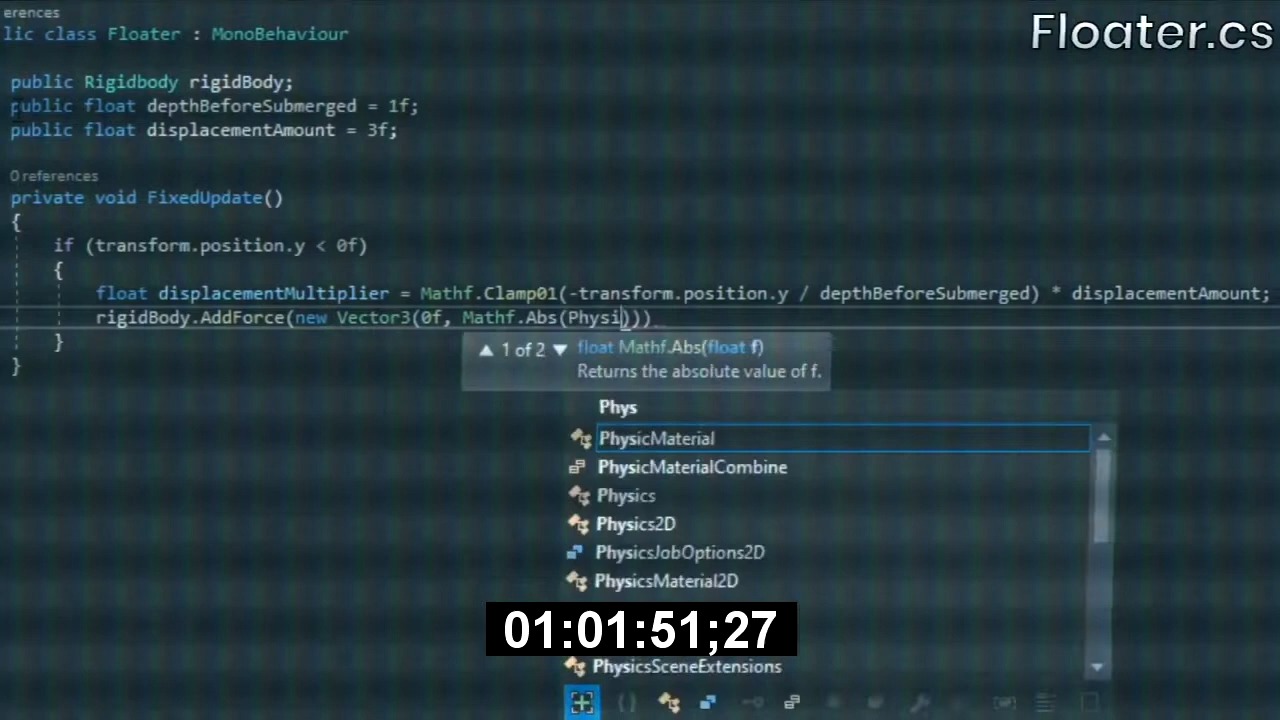 erences
Floater.cs
lic class Floater : MonoBehaviour
public Rigidbody rigidBody;
public float depthBeforeSubmerged = 1f;
public float displacementAmount = 3f;
0 references
private void FixedUpdate()
{
if (transform.position.y < 0f)
{
float displacementMultiplier = Mathf.Clamp01(-transform.position.y / depthBeforeSubmerged) * displacementAmount;
rigidBody.AddForce(new Vector3(0f, Mathf.Abs(Physi)))
}
}
▲ 1 of 2 ▼ float Mathf.Abs(float f)
Returns the absolute value of f.
Phys
PhysicMaterial
PhysicMaterialCombine
Physics
Physics2D
PhysicsJobOptions2D
PhysicsMaterial2D
01:01:51;27
PhysicsSceneExtensions